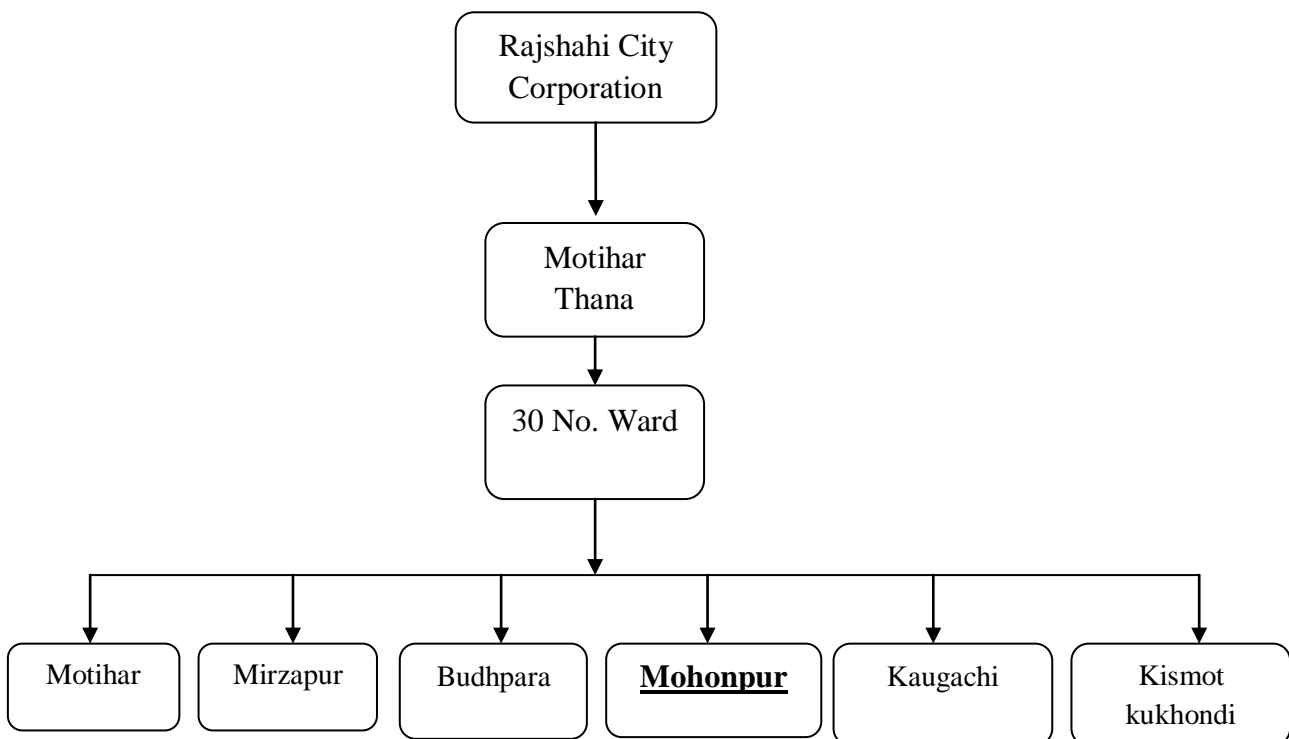 Rajshahi City
Corporation
Motihar
Thana
30 No. Ward
Motihar
Mirzapur
Budhpara
Mohonpur
Kaugachi
Kismot
kukhondi